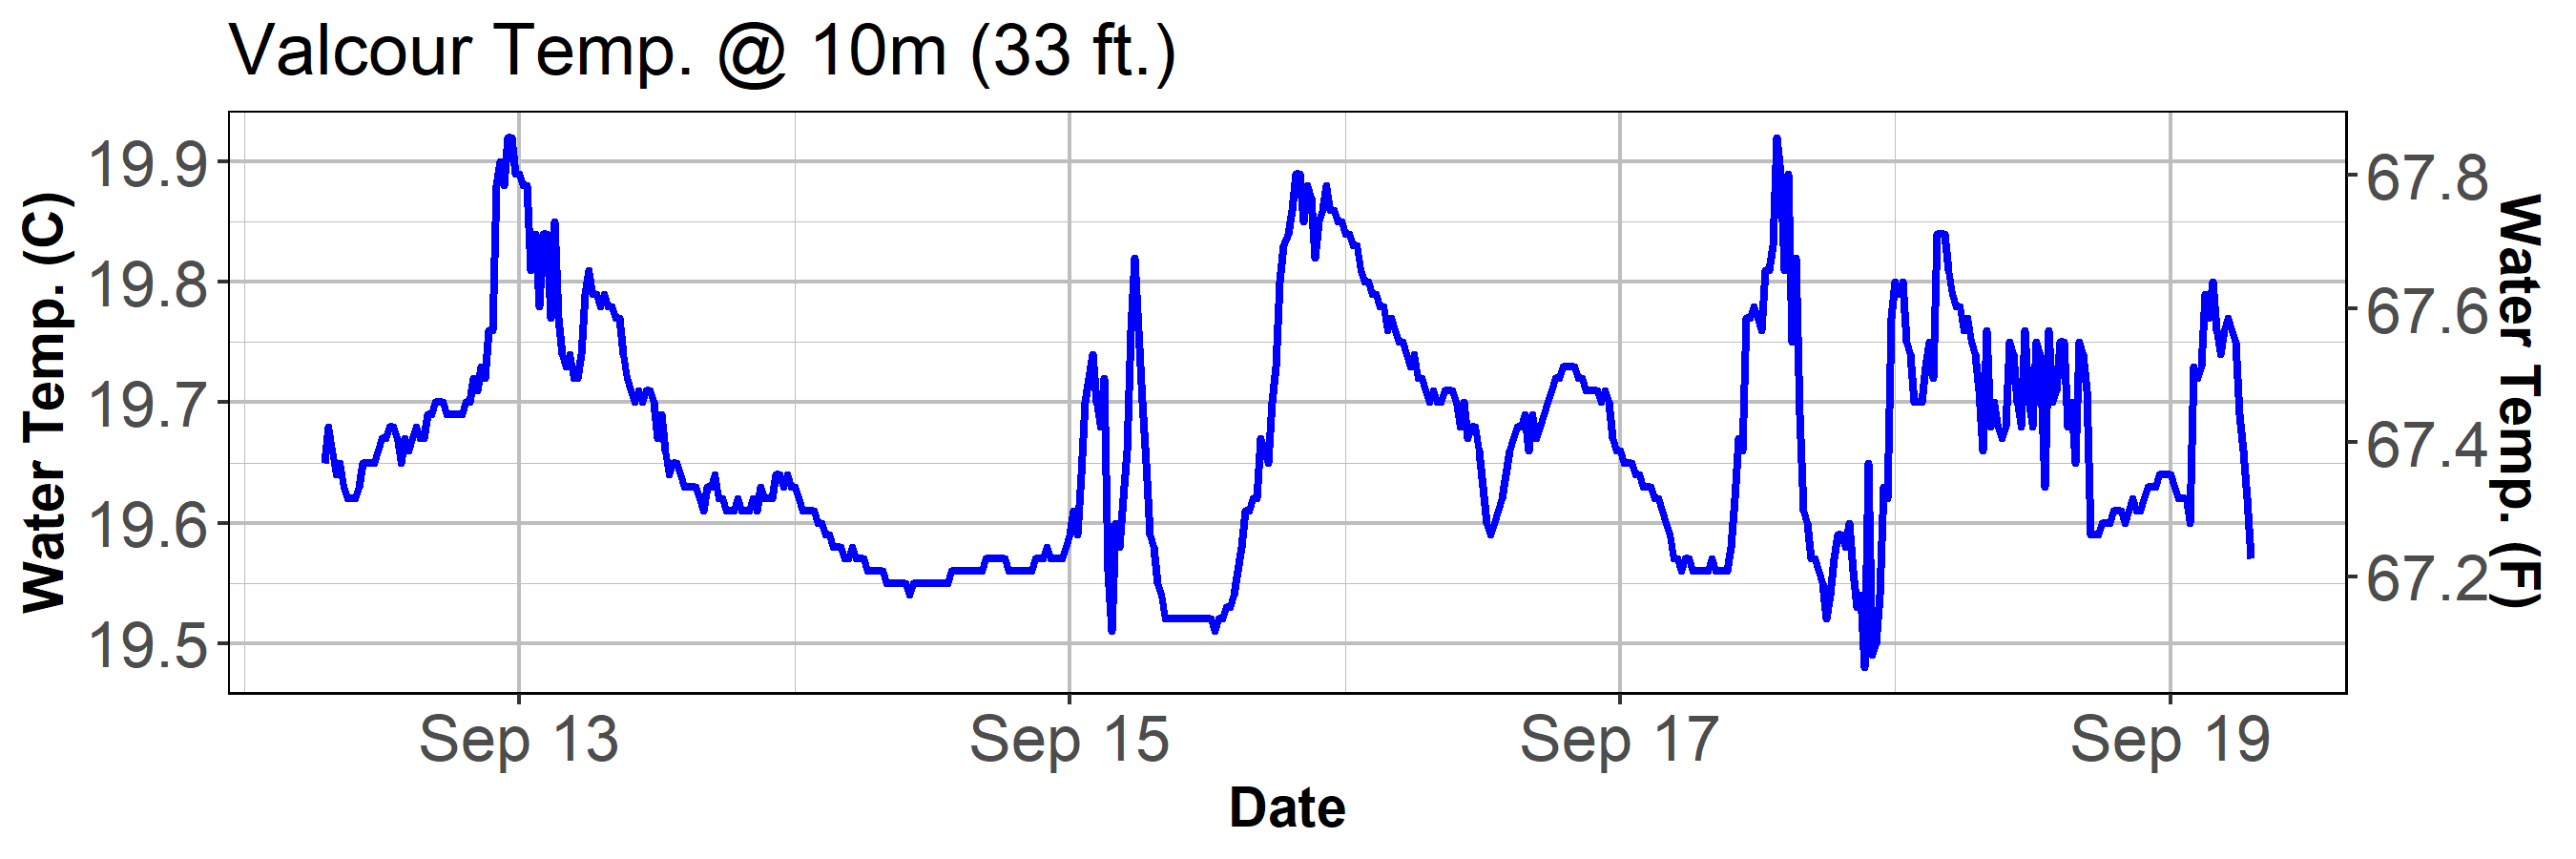 Valcour Temp. @ 10m (33 ft.)
Water Temp. (C)
19.9
19.8
19.7
19.6
19.5
67.8
67.6
67.4
67.2
Water Temp. (F)
Sep 13
Sep 15
Sep 17
Sep 19
Date